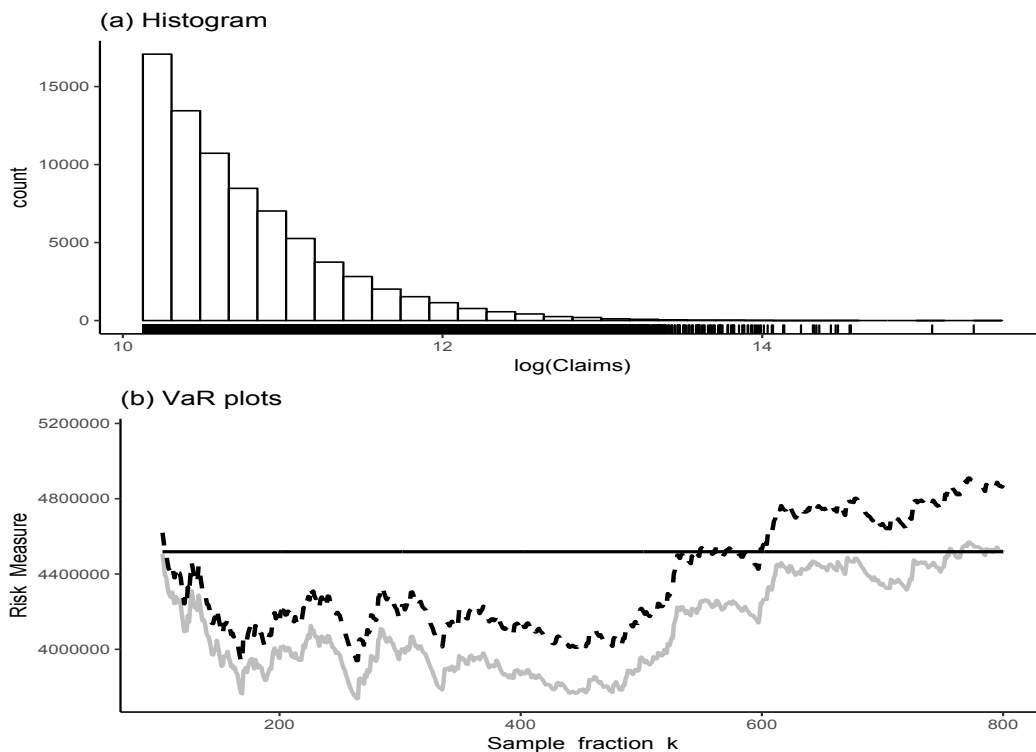 (a) Histogram
15000
10000
5000
0
count
10
12
14
log(Claims)
(b) VaR plots
5200000
4800000
4400000
4000000
Risk Measure
200
400
600
800
Sample fraction k